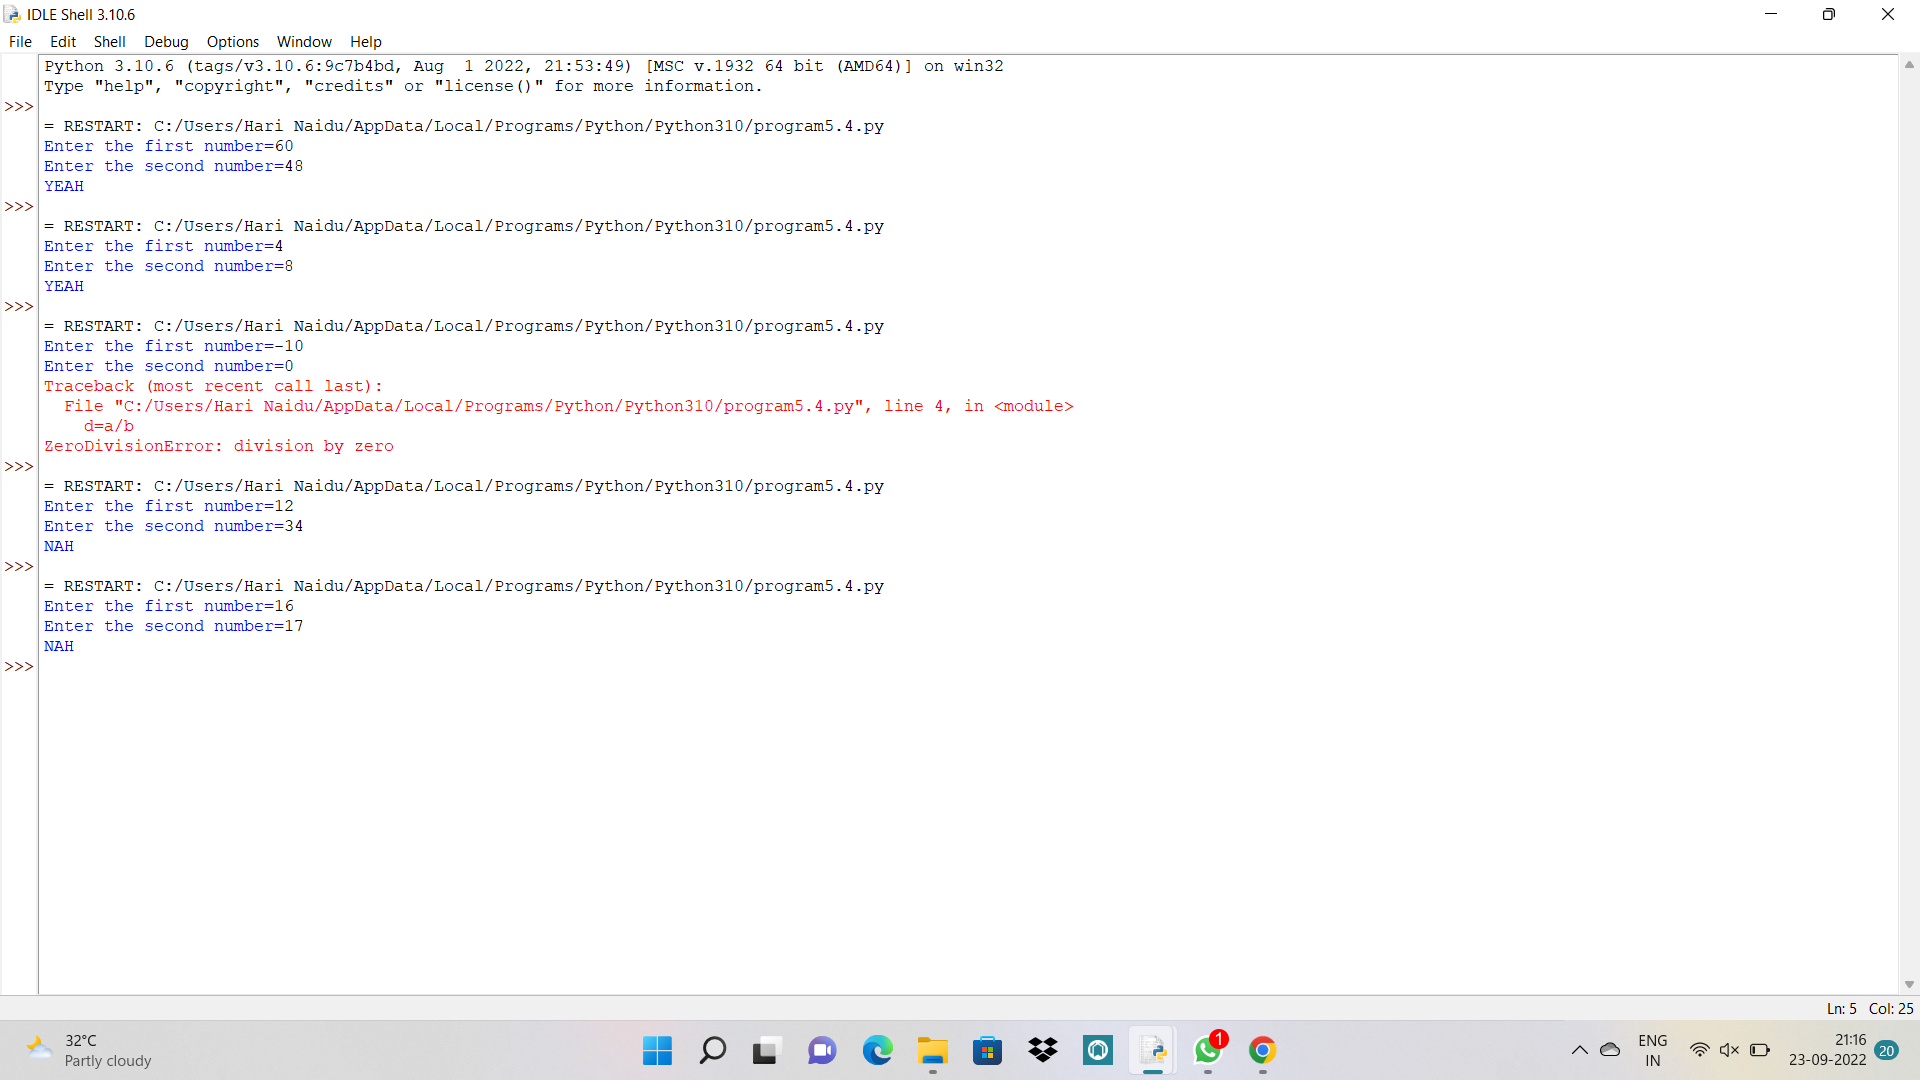 IDLE Shell 3.10.6
File Edit Shell Debug Options Window Help
Python 3.10.6 (tags/v3.10.6:9c7b4bd, Aug  1 2022, 21:53:49) [MSC v.1932 64 bit (AMD64)] on win32
Type "help", "copyright", "credits" or "license()" for more information.
>>>
= RESTART: C:/Users/Hari Naidu/AppData/Local/Programs/Python/Python310/program5.4.py
Enter the first number=60
Enter the second number=48
YEAH
>>>
= RESTART: C:/Users/Hari Naidu/AppData/Local/Programs/Python/Python310/program5.4.py
Enter the first number=4
Enter the second number=8
YEAH
>>>
= RESTART: C:/Users/Hari Naidu/AppData/Local/Programs/Python/Python310/program5.4.py
Enter the first number=-10
Enter the second number=0
Traceback (most recent call last):
  File "C:/Users/Hari Naidu/AppData/Local/Programs/Python/Python310/program5.4.py", line 4, in <module>
    d=a/b
ZeroDivisionError: division by zero
>>>
= RESTART: C:/Users/Hari Naidu/AppData/Local/Programs/Python/Python310/program5.4.py
Enter the first number=12
Enter the second number=34
NAH
>>>
= RESTART: C:/Users/Hari Naidu/AppData/Local/Programs/Python/Python310/program5.4.py
Enter the first number=16
Enter the second number=17
NAH
>>>
Ln: 5 Col: 25
32°C
Partly cloudy
1
ENG
IN
21:16
23-09-2022
20